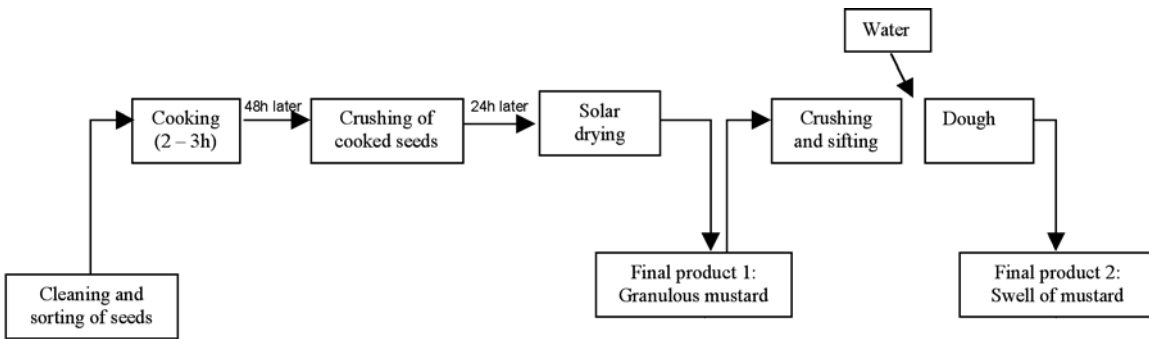 Water
Cooking
(2 – 3h)
48h later
Crushing of
cooked seeds
24h later
Solar
drying
Crushing
and sifting
Dough
Cleaning and
sorting of seeds
Final product 1:
Granulous mustard
Final product 2:
Swell of mustard